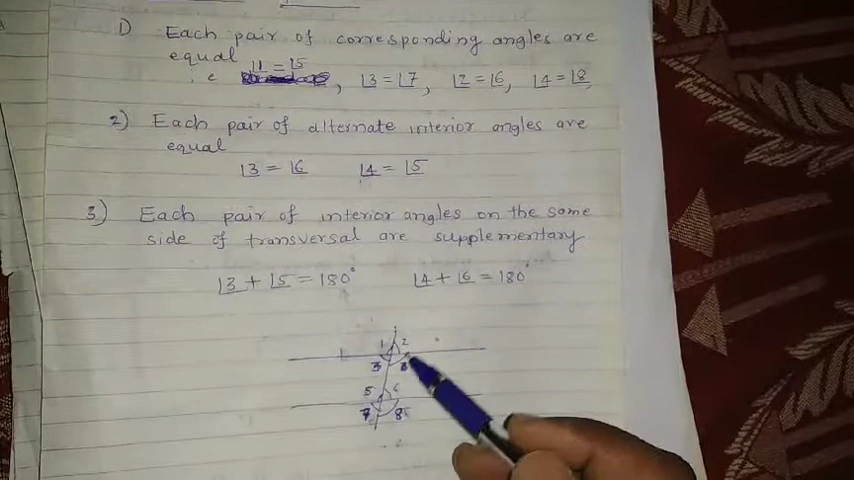 1) Each pair of corresponding angles are
equal
i e ∠1 = ∠5, ∠3 = ∠7, ∠2 = ∠6, ∠4 = ∠8,
2) Each pair of alternate interior angles are
equal
∠3 = ∠6 ∠4 = ∠5
3) Each pair of interior angles on the same
side of transversal are supplementary
∠3 + ∠5 = 180° ∠4 + ∠6 = 180°
1 2
3
5 6
7 8